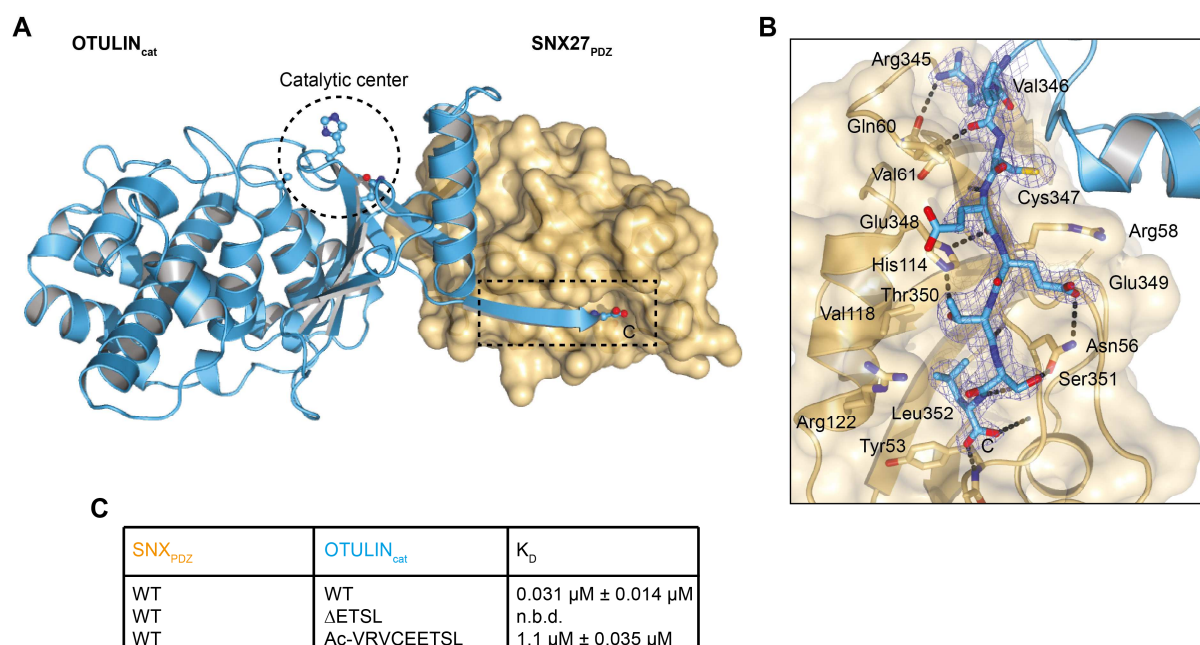 A
OTULINcat
SNX27PDZ
Catalytic center
C
B
Arg345
Val346
Gln60
Val61
Cys347
Glu348
Arg58
His114
Glu349
Thr350
Val118
Asn56
Ser351
Leu352
Arg122
Tyr53
C
C
SNXPDZ OTULINcat KD
WT WT 0.031 µM ± 0.014 µM
WT ΔETSL n.b.d.
WT Ac-VRVCEETSL 1.1 µM ± 0.035 µM